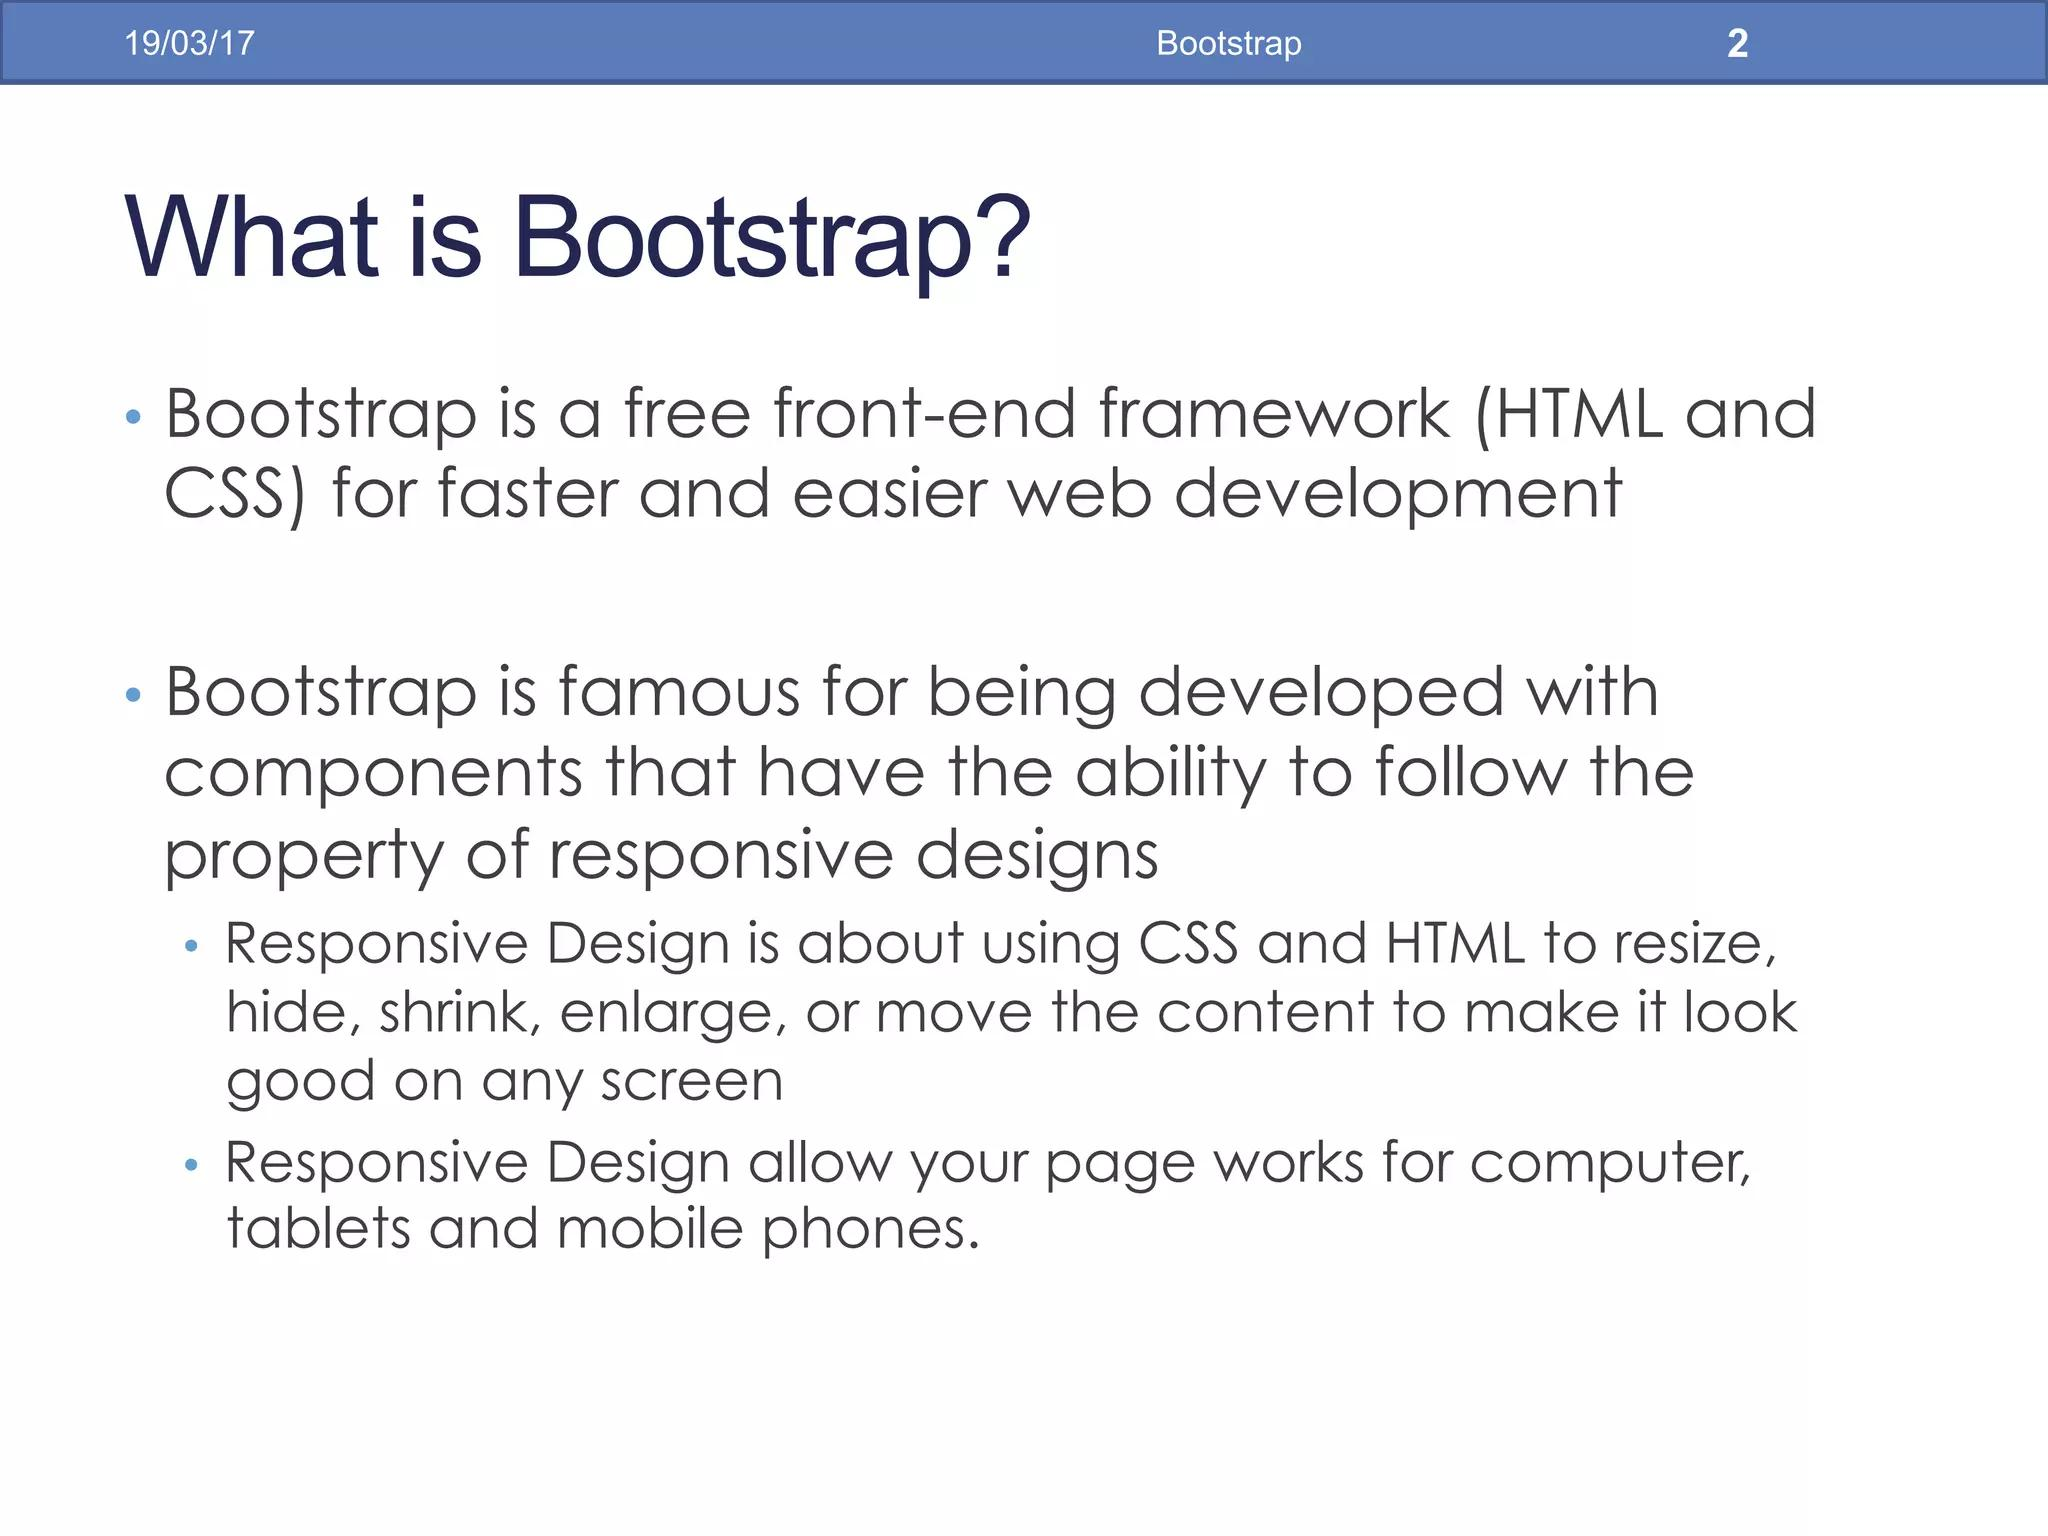 19/03/17 Bootstrap 2
What is Bootstrap?
• Bootstrap is a free front-end framework (HTML and
CSS) for faster and easier web development
• Bootstrap is famous for being developed with
components that have the ability to follow the
property of responsive designs
• Responsive Design is about using CSS and HTML to resize,
hide, shrink, enlarge, or move the content to make it look
good on any screen
• Responsive Design allow your page works for computer,
tablets and mobile phones.